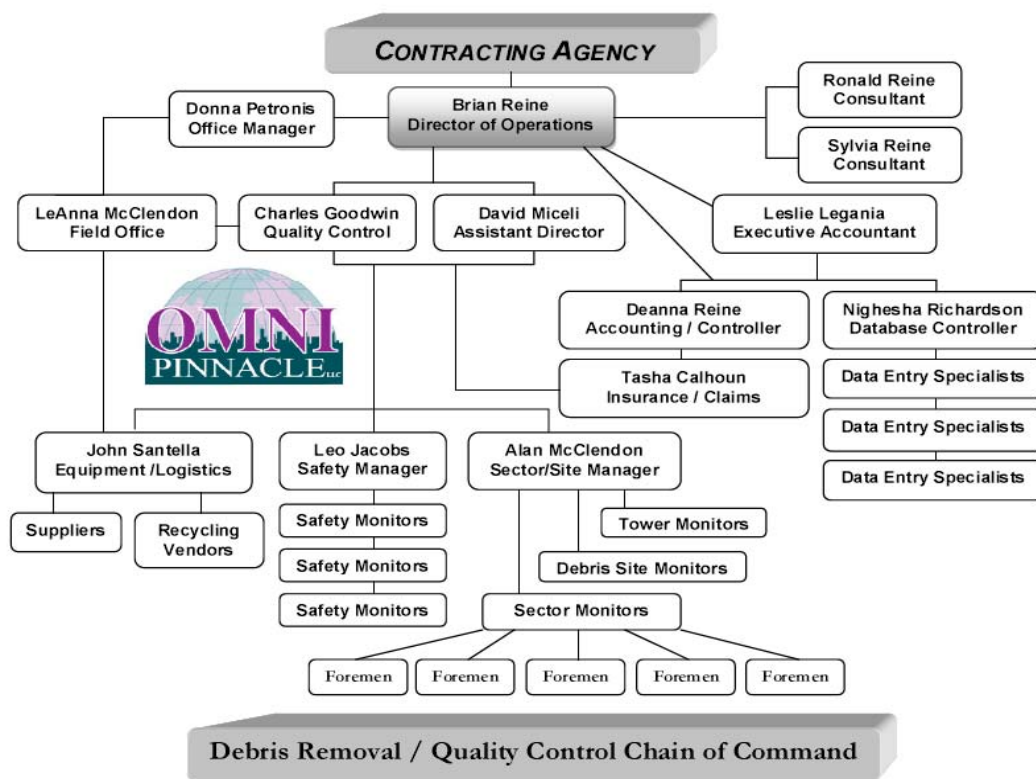 CONTRACTING AGENCY
Donna Petronis
Office Manager
Brian Reine
Director of Operations
Ronald Reine
Consultant
Sylvia Reine
Consultant
LeAnna McClendon
Field Office
Charles Goodwin
Quality Control
David Miceli
Assistant Director
Leslie Legania
Executive Accountant
OMNI
PINNACLE LLC
Deanna Reine
Accounting / Controller
Nighesha Richardson
Database Controller
Tasha Calhoun
Insurance / Claims
Data Entry Specialists
Data Entry Specialists
Data Entry Specialists
John Santella
Equipment /Logistics
Leo Jacobs
Safety Manager
Alan McClendon
Sector/Site Manager
Suppliers
Recycling
Vendors
Safety Monitors
Safety Monitors
Safety Monitors
Tower Monitors
Debris Site Monitors
Sector Monitors
Foremen
Foremen
Foremen
Foremen
Foremen
Debris Removal / Quality Control Chain of Command